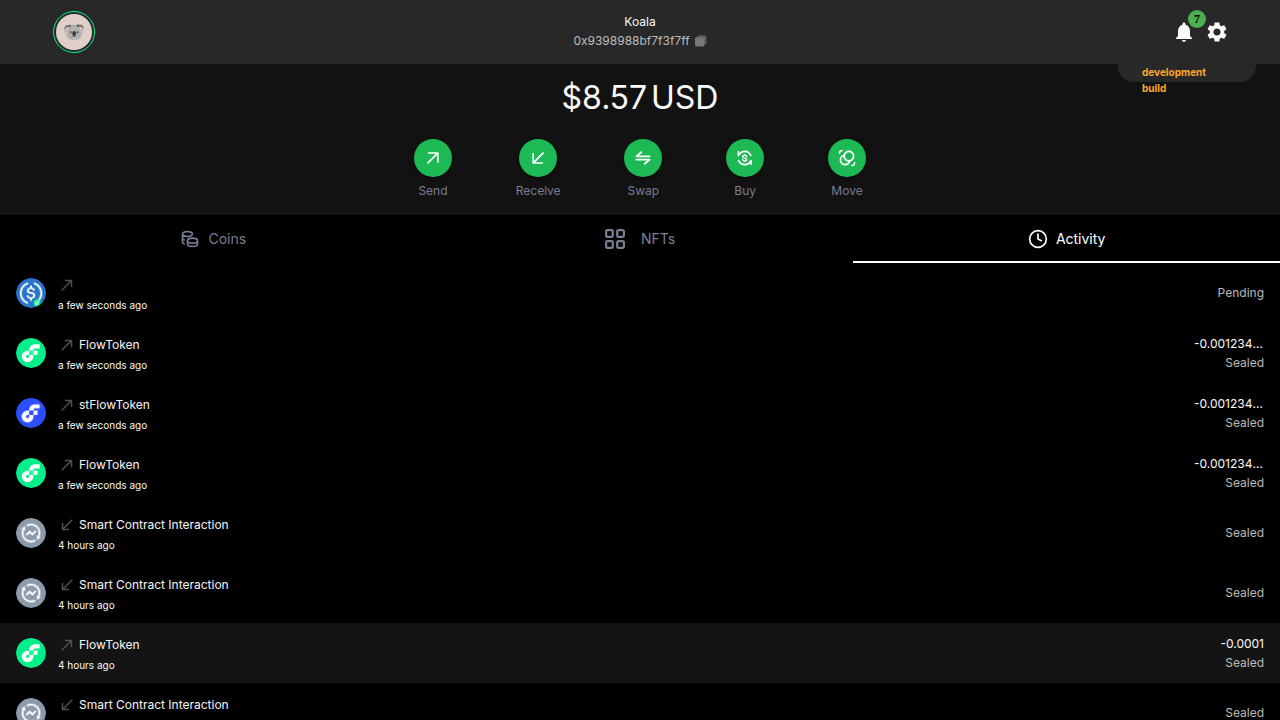 Koala
0x9398988bf7f3f7ff
7
development
build
$8.57 USD
Send
Receive
Swap
Buy
Move
Coins
NFTs
Activity
a few seconds ago
Pending
FlowToken
-0.001234...
a few seconds ago
Sealed
stFlowToken
-0.001234...
a few seconds ago
Sealed
FlowToken
-0.001234...
a few seconds ago
Sealed
Smart Contract Interaction
4 hours ago
Sealed
Smart Contract Interaction
4 hours ago
Sealed
FlowToken
-0.0001
4 hours ago
Sealed
Smart Contract Interaction
Sealed